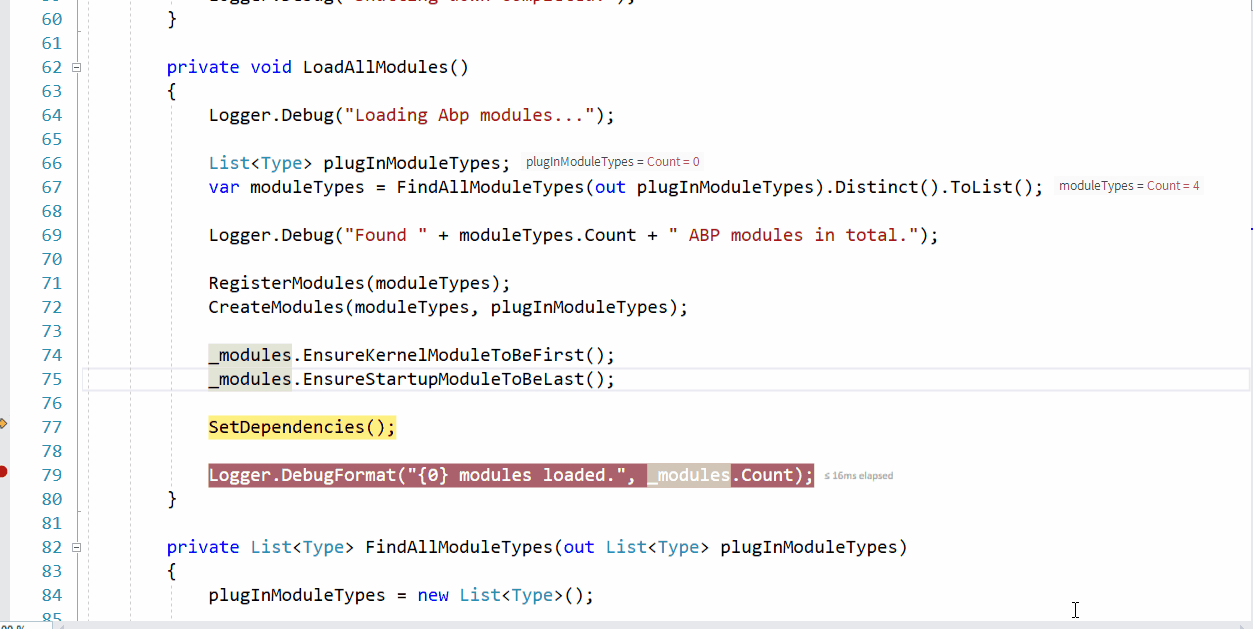 60 }
61
62 private void LoadAllModules()
63 {
64 Logger.Debug("Loading Abp modules...");
65
66 List<Type> plugInModuleTypes; plugInModuleTypes = Count = 0
67 var moduleTypes = FindAllModuleTypes(out plugInModuleTypes).Distinct().ToList(); moduleTypes = Count = 4
68
69 Logger.Debug("Found " + moduleTypes.Count + " ABP modules in total.");
70
71 RegisterModules(moduleTypes);
72 CreateModules(moduleTypes, plugInModuleTypes);
73
74 _modules.EnsureKernelModuleToBeFirst();
75 _modules.EnsureStartupModuleToBeLast();
76
77 SetDependencies();
78
79 Logger.DebugFormat("{0} modules loaded.", _modules.Count); ≤ 16ms elapsed
80 }
81
82 private List<Type> FindAllModuleTypes(out List<Type> plugInModuleTypes)
83 {
84 plugInModuleTypes = new List<Type>();
85